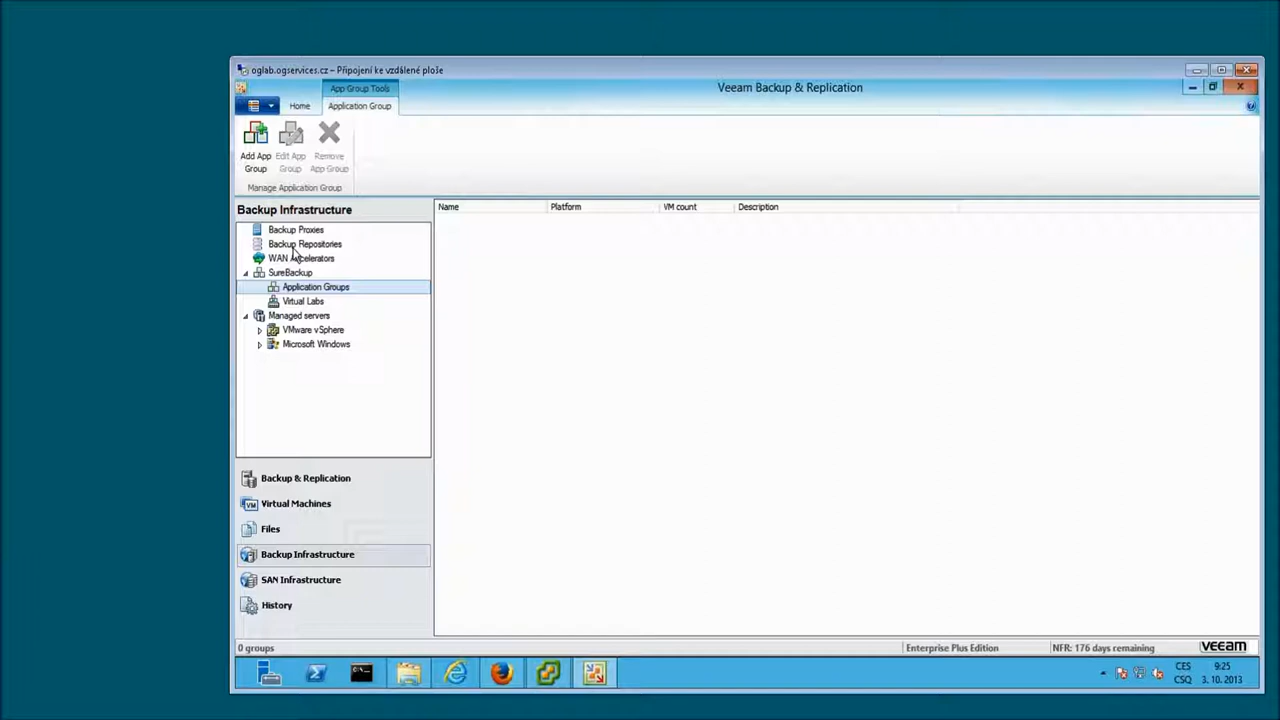 oglab.ogservices.cz – Připojení ke vzdálené ploše
App Group Tools
Veeam Backup & Replication
Home
Application Group
Add App
Group
Edit App
Group
Remove
App Group
Manage Application Group
Backup Infrastructure
Name
Platform
VM count
Description
Backup Proxies
Backup Repositories
WAN Accelerators
SureBackup
Application Groups
Virtual Labs
Managed servers
VMware vSphere
Microsoft Windows
Backup & Replication
Virtual Machines
Files
Backup Infrastructure
SAN Infrastructure
History
0 groups
Enterprise Plus Edition
NFR: 176 days remaining
veeam
CES
9:25
CSQ
3. 10. 2013